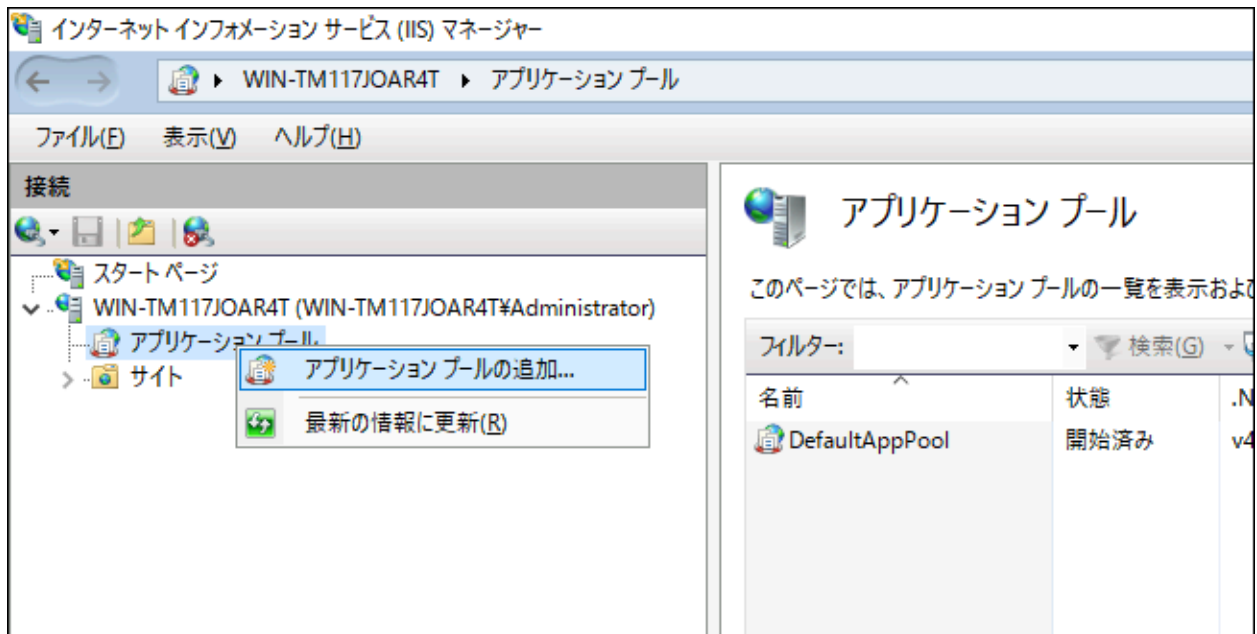 インターネット インフォメーション サービス (IIS) マネージャー
WIN-TM117JOAR4T ▸ アプリケーション プール
ファイル(F) 表示(V) ヘルプ(H)
接続
スタート ページ
WIN-TM117JOAR4T (WIN-TM117JOAR4T¥Administrator)
アプリケーション プール
サイト
アプリケーション プールの追加...
最新の情報に更新(R)
アプリケーション プール
このページでは、アプリケーション プールの一覧を表示およ
フィルター: 検索(G)
名前 状態 .N
DefaultAppPool 開始済み v4